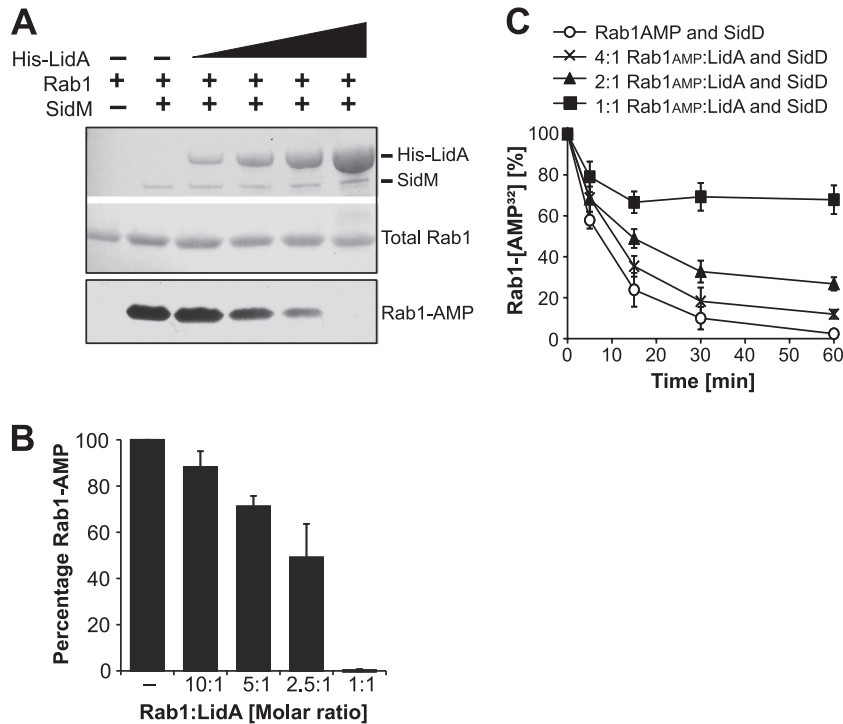 A
His-LidA – –
Rab1 + + + + + +
SidM – + + + + +
His-LidA
SidM
Total Rab1
Rab1-AMP
B
Percentage Rab1-AMP
100
80
60
40
20
0
– 10:1 5:1 2.5:1 1:1
Rab1:LidA [Molar ratio]
C
Rab1AMP and SidD
4:1 Rab1AMP:LidA and SidD
2:1 Rab1AMP:LidA and SidD
1:1 Rab1AMP:LidA and SidD
Rab1-[AMP³²] [%]
100
80
60
40
20
0
0 10 20 30 40 50 60
Time [min]